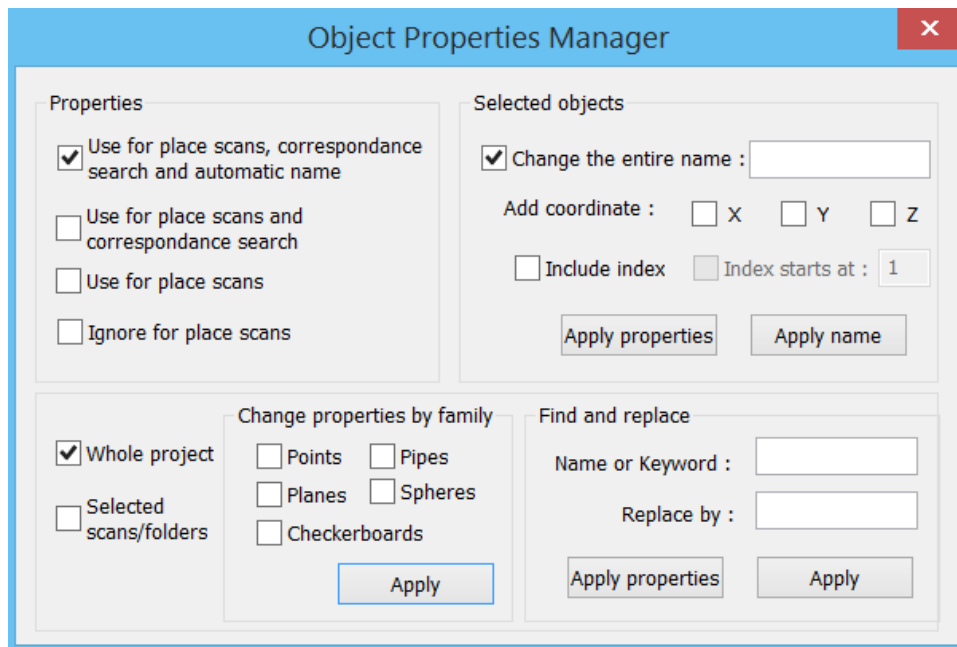 Object Properties Manager
Properties
Use for place scans, correspondance
search and automatic name
Use for place scans and
correspondance search
Use for place scans
Ignore for place scans
Selected objects
Change the entire name :
Add coordinate : X Y Z
Include index Index starts at : 1
Apply properties Apply name
Whole project
Selected
scans/folders
Change properties by family
Points Pipes
Planes Spheres
Checkerboards
Apply
Find and replace
Name or Keyword :
Replace by :
Apply properties Apply